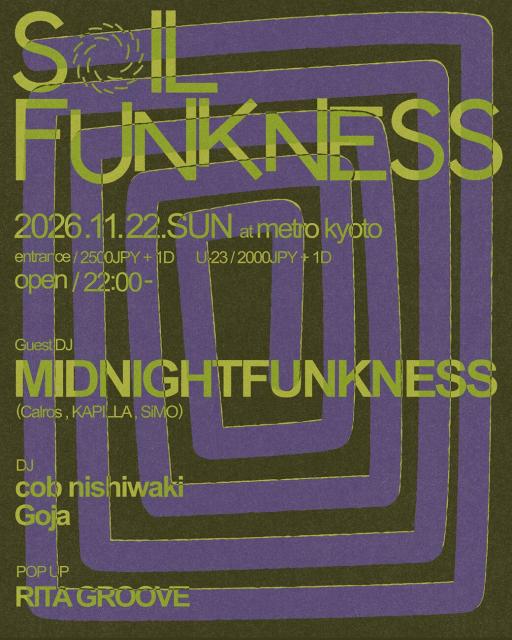 SOIL
FUNKNESS
2026.11.22.SUN at metro kyoto
entrance / 2500JPY + 1D U-23 / 2000JPY + 1D
open / 22:00-
Guest DJ
MIDNIGHTFUNKNESS
(Calros , KAPILLA , SiMO)
DJ
cob nishiwaki
Goja
POP UP
RITA GROOVE